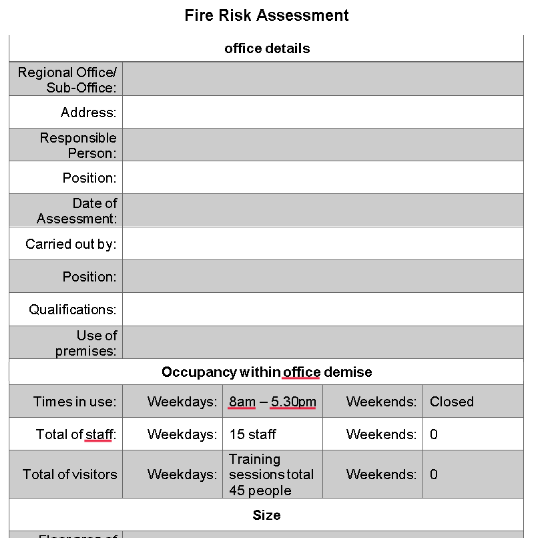 Fire Risk Assessment
office details
Regional Office/
Sub-Office:
Address:
Responsible
Person:
Position:
Date of
Assessment:
Carried out by:
Position:
Qualifications:
Use of
premises:
Occupancy within office demise
Times in use: Weekdays: 8am – 5.30pm Weekends: Closed
Total of staff: Weekdays: 15 staff Weekends: 0
Total of visitors Weekdays: Training
sessions total
45 people Weekends: 0
Size
Floor area of